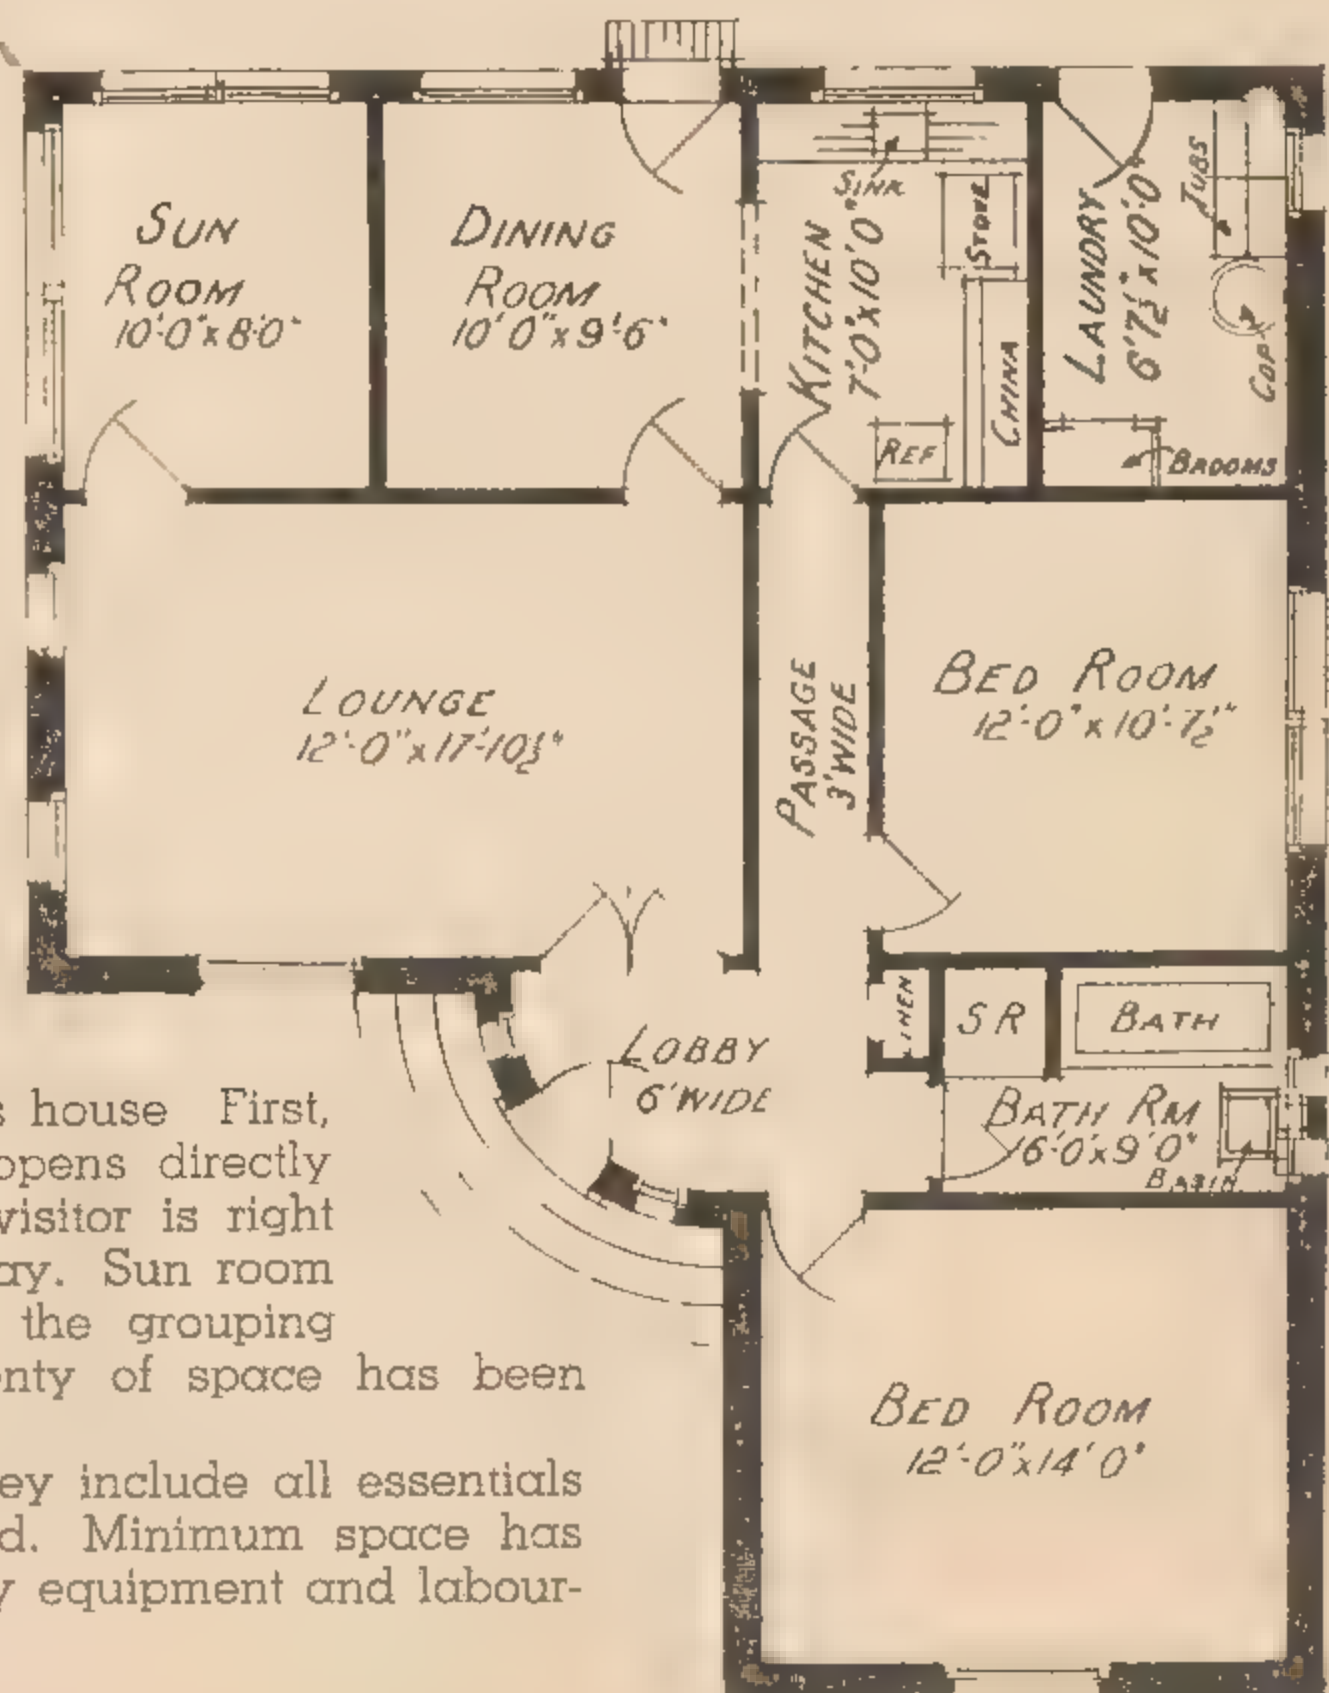 SUN
ROOM
10'-0"x8'0"
DINING
ROOM
10'0"x9'-6"
SINK
STOVE
KITCHEN
7'-0"x10'0"
CHINA
REF
LAUNDRY
6'7½"x10'-0"
TUBS
COP
BROOMS
LOUNGE
12'-0"x17'-10½"
PASSAGE
3'WIDE
BED ROOM
12'-0"x10'-7½"
LINEN
SR
BATH
LOBBY
6'WIDE
BATH RM
6'0"x9'0"
BASIN
BED ROOM
12'-0"x14'0"
s house First,
opens directly
visitor is right
ay. Sun room
the grouping
nty of space has been
ey include all essentials
d. Minimum space has
y equipment and labour-